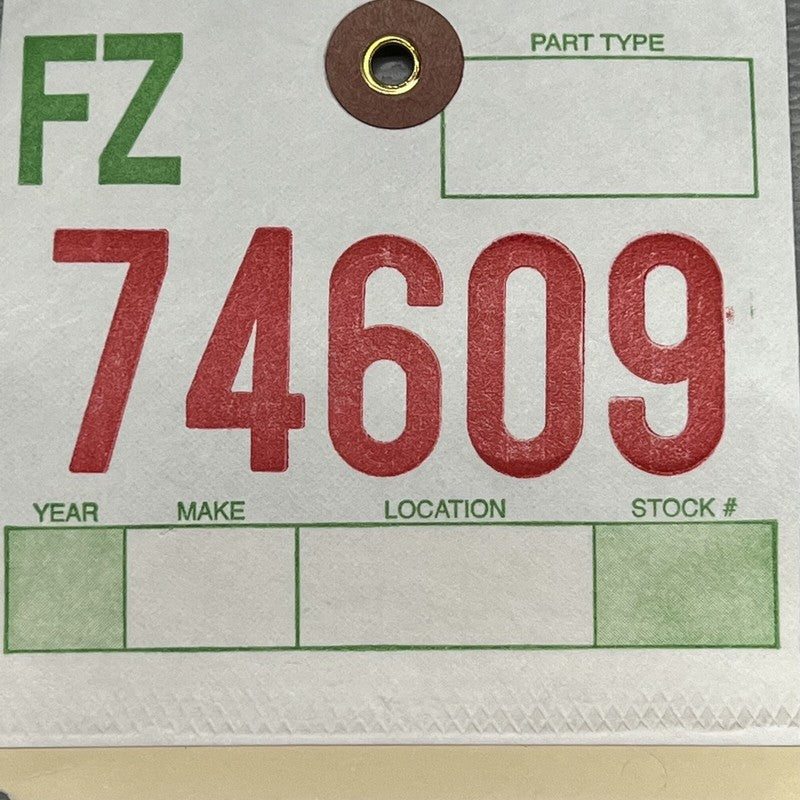 FZ
PART TYPE
74609
YEAR MAKE LOCATION STOCK #